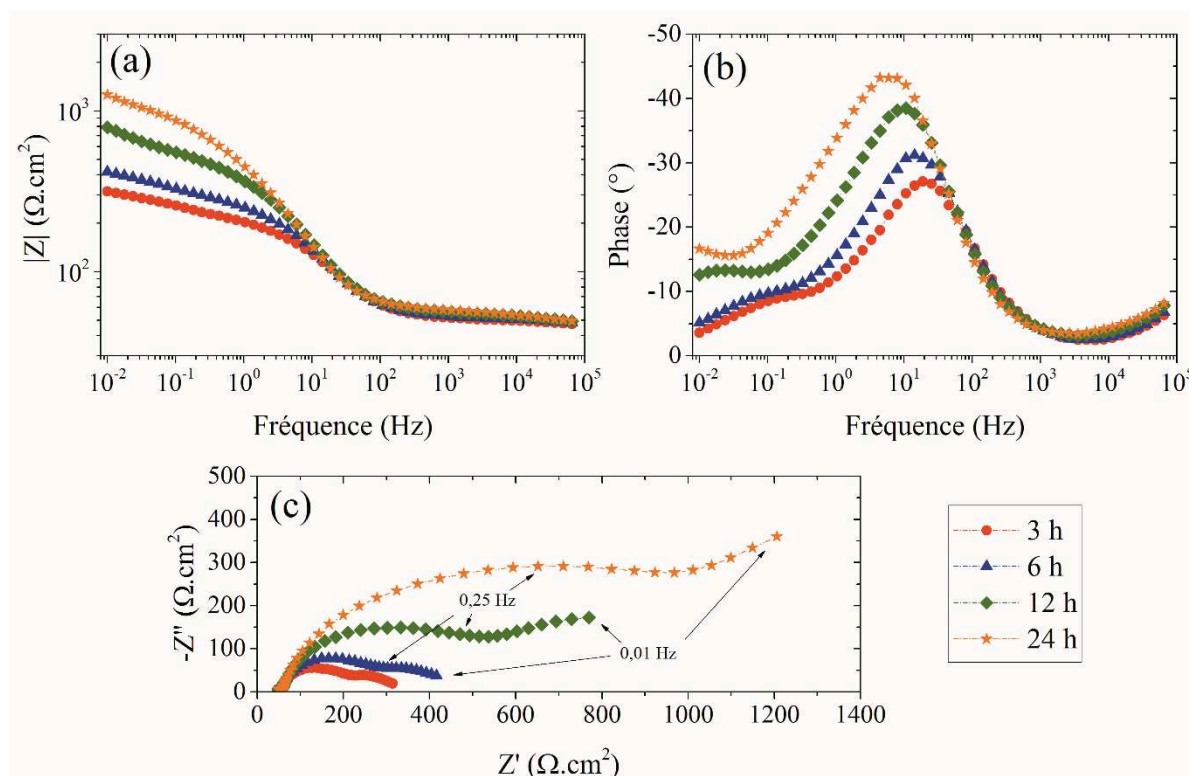 (a)
|Z| (Ω.cm²)
10³
10²
10⁻² 10⁻¹ 10⁰ 10¹ 10² 10³ 10⁴ 10⁵
Fréquence (Hz)
(b)
Phase (°)
-50
-40
-30
-20
-10
0
10⁻² 10⁻¹ 10⁰ 10¹ 10² 10³ 10⁴ 10⁵
Fréquence (Hz)
(c)
-Z'' (Ω.cm²)
500
400
300
200
100
0
0,25 Hz
0,01 Hz
0 200 400 600 800 1000 1200 1400
Z' (Ω.cm²)
3 h
6 h
12 h
24 h